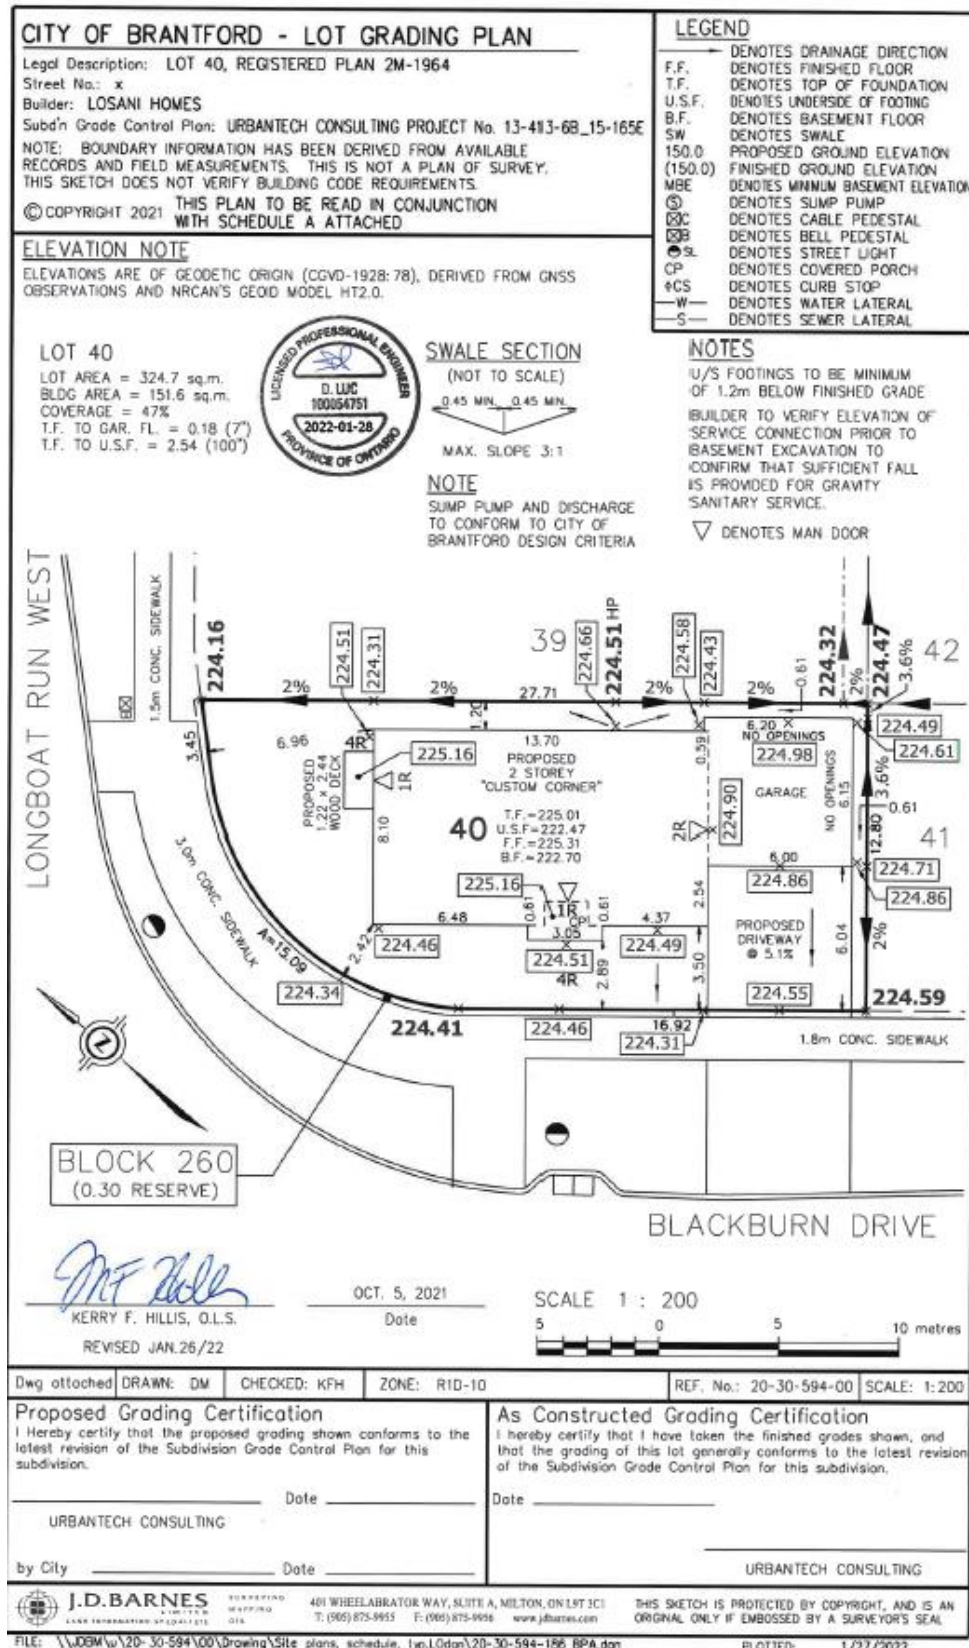 CITY OF BRANTFORD - LOT GRADING PLAN
Legal Description: LOT 40, REGISTERED PLAN 2M-1964
Street No.: x
Builder: LOSANI HOMES
Subd'n Grade Control Plan: URBANTECH CONSULTING PROJECT No. 13-413-6B_15-165E
NOTE: BOUNDARY INFORMATION HAS BEEN DERIVED FROM AVAILABLE
RECORDS AND FIELD MEASUREMENTS. THIS IS NOT A PLAN OF SURVEY.
THIS SKETCH DOES NOT VERIFY BUILDING CODE REQUIREMENTS.
© COPYRIGHT 2021 THIS PLAN TO BE READ IN CONJUNCTION
WITH SCHEDULE A ATTACHED
LEGEND
DENOTES DRAINAGE DIRECTION
F.F. DENOTES FINISHED FLOOR
T.F. DENOTES TOP OF FOUNDATION
U.S.F. DENOTES UNDERSIDE OF FOOTING
B.F. DENOTES BASEMENT FLOOR
SW DENOTES SWALE
150.0 PROPOSED GROUND ELEVATION
(150.0) FINISHED GROUND ELEVATION
MBE DENOTES MINIMUM BASEMENT ELEVATION
Ⓢ DENOTES SUMP PUMP
C DENOTES CABLE PEDESTAL
B DENOTES BELL PEDESTAL
SL DENOTES STREET LIGHT
CP DENOTES COVERED PORCH
CS DENOTES CURB STOP
—W— DENOTES WATER LATERAL
—S— DENOTES SEWER LATERAL
ELEVATION NOTE
ELEVATIONS ARE OF GEODETIC ORIGIN (CGVD-1928:78), DERIVED FROM GNSS
OBSERVATIONS AND NRCAN'S GEOID MODEL HT2.0.
LOT 40
LOT AREA = 324.7 sq.m.
BLDG AREA = 151.6 sq.m.
COVERAGE = 47%
T.F. TO GAR. FL. = 0.18 (7")
T.F. TO U.S.F. = 2.54 (100")
LICENSED PROFESSIONAL ENGINEER
D. LUC
100054751
2022-01-28
PROVINCE OF ONTARIO
SWALE SECTION
(NOT TO SCALE)
0.45 MIN. 0.45 MIN.
MAX. SLOPE 3:1
NOTE
SUMP PUMP AND DISCHARGE
TO CONFORM TO CITY OF
BRANTFORD DESIGN CRITERIA
NOTES
U/S FOOTINGS TO BE MINIMUM
OF 1.2m BELOW FINISHED GRADE
BUILDER TO VERIFY ELEVATION OF
SERVICE CONNECTION PRIOR TO
BASEMENT EXCAVATION TO
CONFIRM THAT SUFFICIENT FALL
IS PROVIDED FOR GRAVITY
SANITARY SERVICE.
▽ DENOTES MAN DOOR
LONGBOAT RUN WEST
B
1.5m CONC. SIDEWALK
224.16
224.51
224.31
39
224.66
224.51 HP
224.58
224.43
0.61
224.32
224.47
3.6%
42
2%
2%
27.71
2%
2%
2%
3.45
6.96
4R
1.20
13.70
0.59
6.20
NO OPENINGS
224.49
224.61
PROPOSED
1.22 x 2.44
WOOD DECK
225.16
1R
PROPOSED
2 STOREY
"CUSTOM CORNER"
224.98
GARAGE
NO OPENINGS
6.15
3.6%
0.61
8.10
40
T.F.=225.01
U.S.F=222.47
F.F.=225.31
B.F.=222.70
2R
224.90
12.80
41
3.0m CONC. SIDEWALK
225.16
1R
CP
6.00
224.86
224.71
224.86
2.54
6.48
0.61
0.61
3.05
4.37
PROPOSED
DRIVEWAY
@ 5.1%
6.04
2%
A=15.09
2.42
224.46
224.51
4R
2.89
224.49
3.50
224.34
224.41
224.46
16.92
224.31
224.55
224.59
1.8m CONC. SIDEWALK
BLOCK 260
(0.30 RESERVE)
BLACKBURN DRIVE
KERRY F. HILLIS, O.L.S.
REVISED JAN.26/22
OCT. 5, 2021
Date
SCALE 1 : 200
5 0 5 10 metres
Dwg attached DRAWN: DM CHECKED: KFH ZONE: R1D-10 REF. No.: 20-30-594-00 SCALE: 1:200
Proposed Grading Certification
I Hereby certify that the proposed grading shown conforms to the
latest revision of the Subdivision Grade Control Plan for this
subdivision.
Date
URBANTECH CONSULTING
by City Date
As Constructed Grading Certification
I hereby certify that I have taken the finished grades shown, and
that the grading of this lot generally conforms to the latest revision
of the Subdivision Grade Control Plan for this subdivision.
Date
URBANTECH CONSULTING
J.D.BARNES
LIMITED
LAND INFORMATION SPECIALISTS
SURVEYING
MAPPING
GIS
401 WHEELABRATOR WAY, SUITE A, MILTON, ON L9T 3C1
T: (905) 875-9955 F: (905) 875-9956 www.jdbarnes.com
THIS SKETCH IS PROTECTED BY COPYRIGHT, AND IS AN
ORIGINAL ONLY IF EMBOSSED BY A SURVEYOR'S SEAL
PLOTTED: 1/27/2022